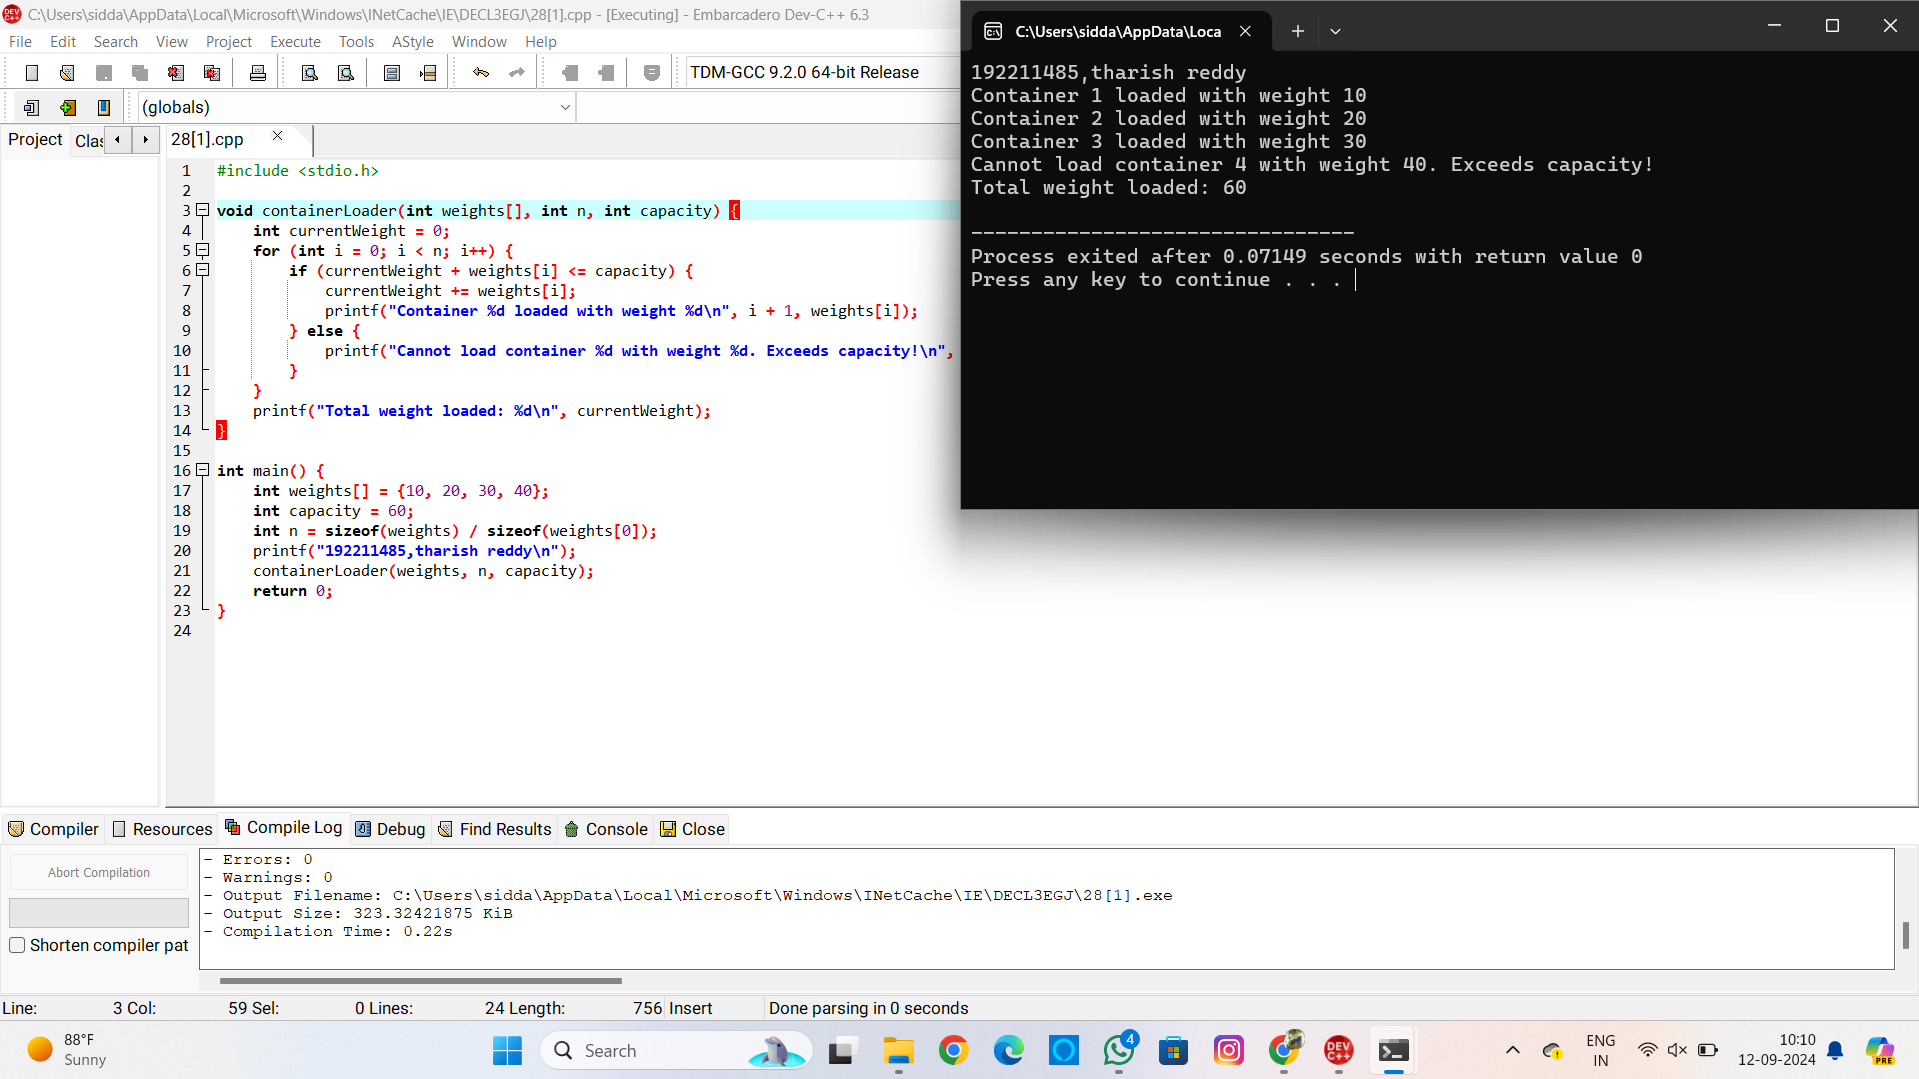 C:\Users\sidda\AppData\Local\Microsoft\Windows\INetCache\IE\DECL3EGJ\28[1].cpp - [Executing] - Embarcadero Dev-C++ 6.3
File Edit Search View Project Execute Tools AStyle Window Help
TDM-GCC 9.2.0 64-bit Release
(globals)
Project Clas 28[1].cpp
1 #include <stdio.h>
2
3 void containerLoader(int weights[], int n, int capacity) {
4 int currentWeight = 0;
5 for (int i = 0; i < n; i++) {
6 if (currentWeight + weights[i] <= capacity) {
7 currentWeight += weights[i];
8 printf("Container %d loaded with weight %d\n", i + 1, weights[i]);
9 } else {
10 printf("Cannot load container %d with weight %d. Exceeds capacity!\n",
11 }
12 }
13 printf("Total weight loaded: %d\n", currentWeight);
14 }
15
16 int main() {
17 int weights[] = {10, 20, 30, 40};
18 int capacity = 60;
19 int n = sizeof(weights) / sizeof(weights[0]);
20 printf("192211485,tharish reddy\n");
21 containerLoader(weights, n, capacity);
22 return 0;
23 }
24
C:\Users\sidda\AppData\Loca
192211485,tharish reddy
Container 1 loaded with weight 10
Container 2 loaded with weight 20
Container 3 loaded with weight 30
Cannot load container 4 with weight 40. Exceeds capacity!
Total weight loaded: 60
--------------------------------
Process exited after 0.07149 seconds with return value 0
Press any key to continue . . .
Compiler Resources Compile Log Debug Find Results Console Close
Abort Compilation
Shorten compiler pat
- Errors: 0
- Warnings: 0
- Output Filename: C:\Users\sidda\AppData\Local\Microsoft\Windows\INetCache\IE\DECL3EGJ\28[1].exe
- Output Size: 323.32421875 KiB
- Compilation Time: 0.22s
Line: 3 Col: 59 Sel: 0 Lines: 24 Length: 756 Insert Done parsing in 0 seconds
88°F
Sunny
Search
4
DEV C++
PRE
ENG
IN
10:10
12-09-2024